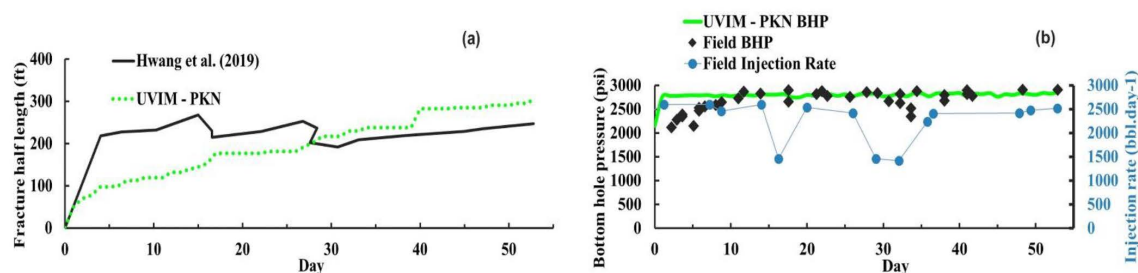 (a)
Hwang et al. (2019)
UVIM - PKN
Fracture half length (ft)
400
300
200
100
0
0 10 20 30 40 50
Day
UVIM - PKN BHP
Field BHP
Field Injection Rate
(b)
Bottom hole pressure (psi)
3000
2500
2000
1500
1000
500
0
0 10 20 30 40 50
Day
3000
2500
2000
1500
1000
500
0
Injection rate (bbl.day-1)